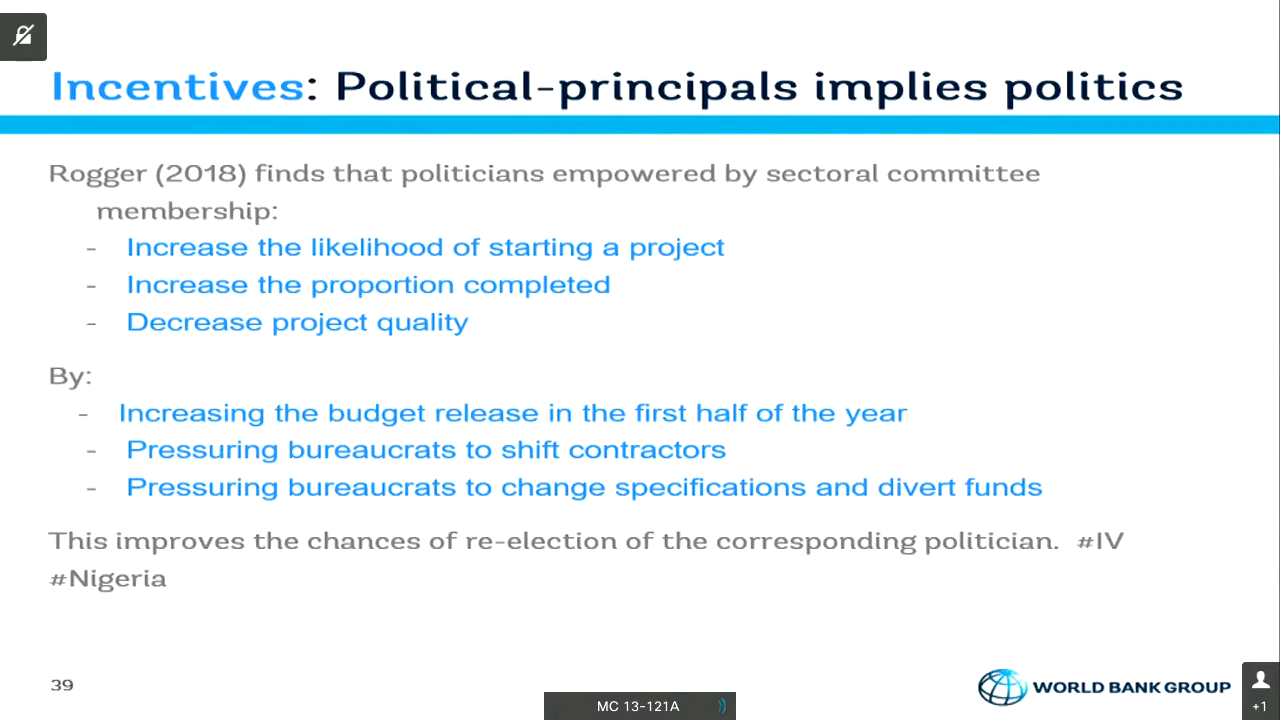 Incentives: Political-principals implies politics
Rogger (2018) finds that politicians empowered by sectoral committee
membership:
- Increase the likelihood of starting a project
- Increase the proportion completed
- Decrease project quality
By:
- Increasing the budget release in the first half of the year
- Pressuring bureaucrats to shift contractors
- Pressuring bureaucrats to change specifications and divert funds
This improves the chances of re-election of the corresponding politician. #IV
#Nigeria
39
WORLD BANK GROUP
MC 13-121A
+1